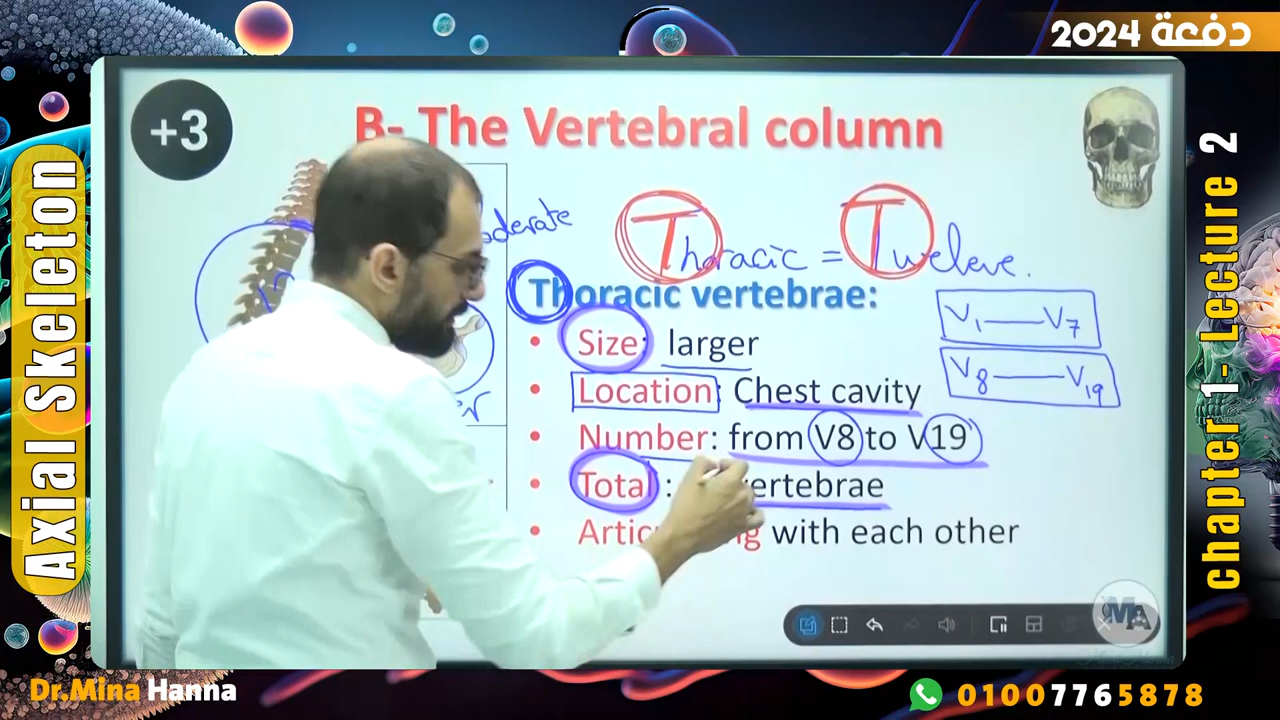 دفعة 2024
+3
B- The Vertebral column
Thoracic = Twelve.
Thoracic vertebrae:
V1 — V7
• Size: larger
V8 — V19
• Location: Chest cavity
• Number: from V8 to V19
• Total :
• with each other
MA
Axial Skeleton
chapter 1- Lecture 2
Dr.Mina Hanna
01007765878